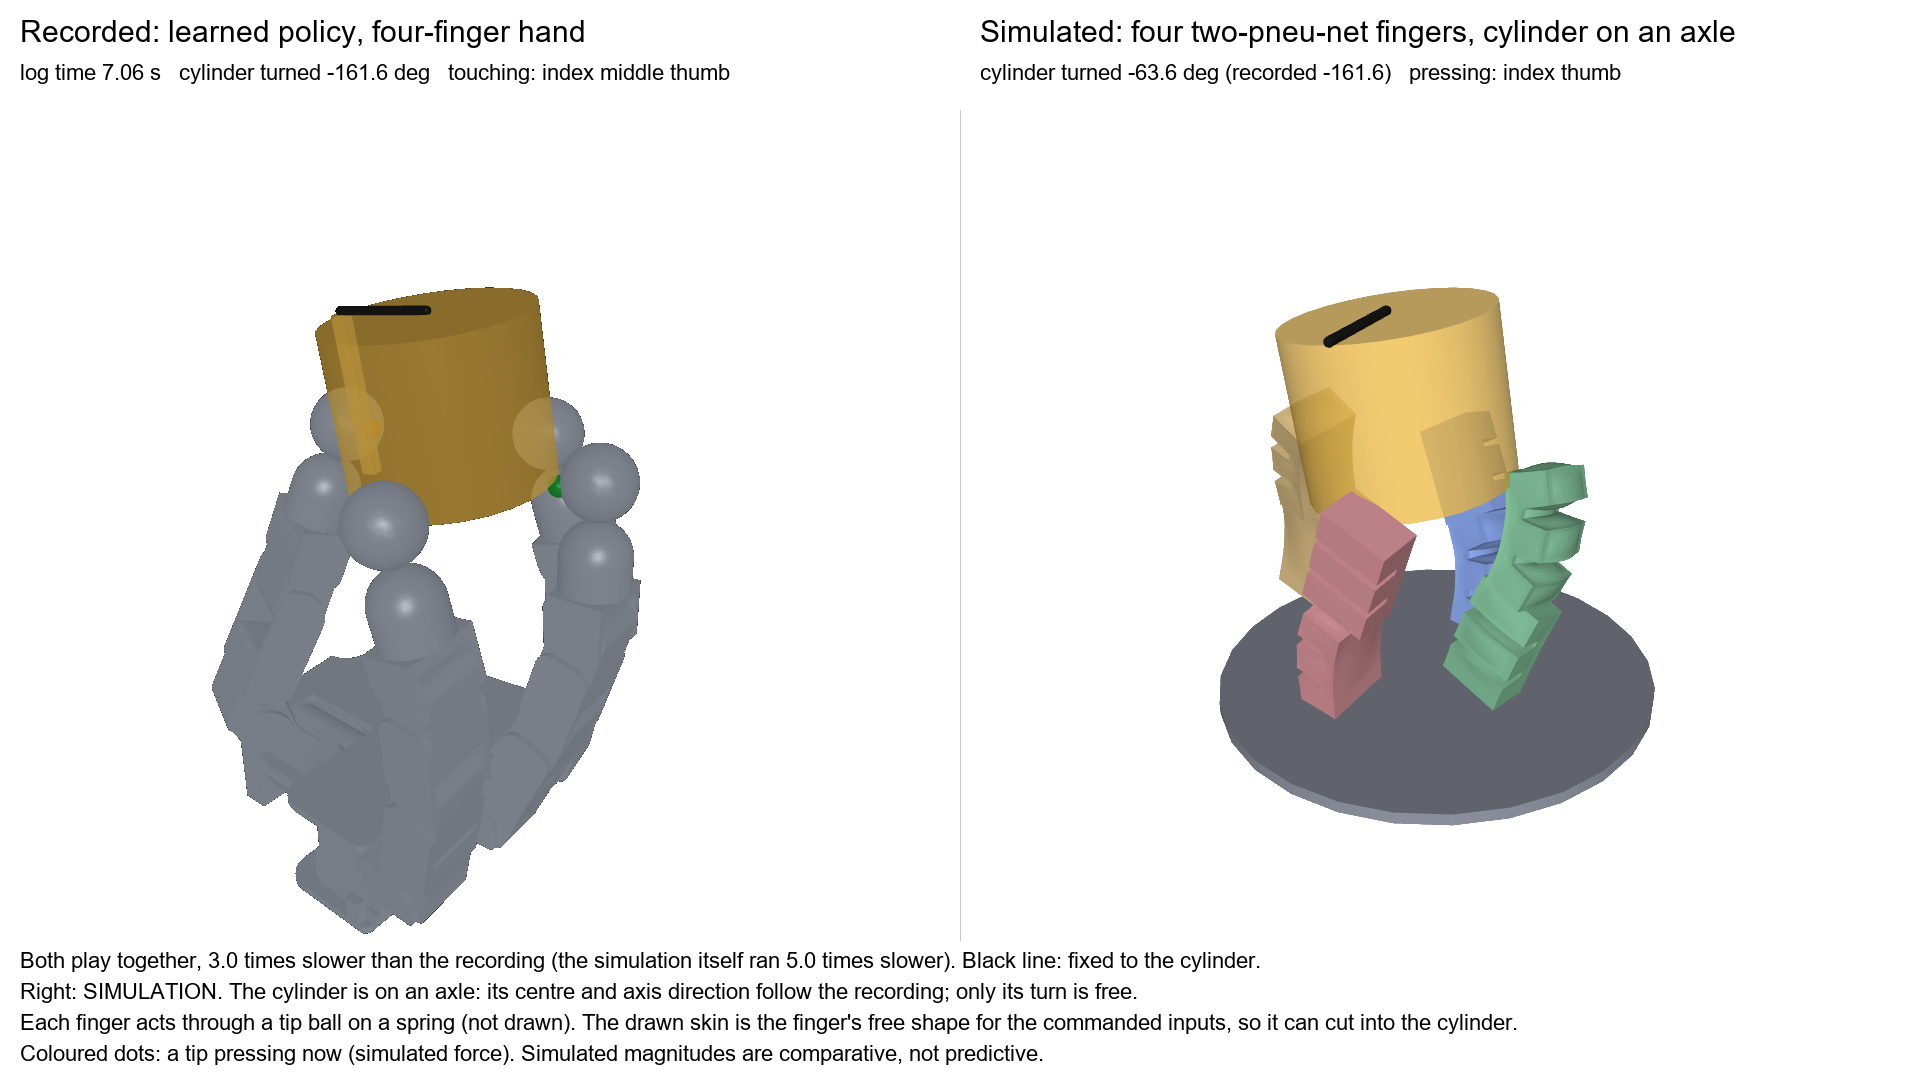 Recorded: learned policy, four-finger hand
log time 7.06 s   cylinder turned -161.6 deg   touching: index middle thumb
Simulated: four two-pneu-net fingers, cylinder on an axle
cylinder turned -63.6 deg (recorded -161.6)   pressing: index thumb
Both play together, 3.0 times slower than the recording (the simulation itself ran 5.0 times slower). Black line: fixed to the cylinder.
Right: SIMULATION. The cylinder is on an axle: its centre and axis direction follow the recording; only its turn is free.
Each finger acts through a tip ball on a spring (not drawn). The drawn skin is the finger's free shape for the commanded inputs, so it can cut into the cylinder.
Coloured dots: a tip pressing now (simulated force). Simulated magnitudes are comparative, not predictive.